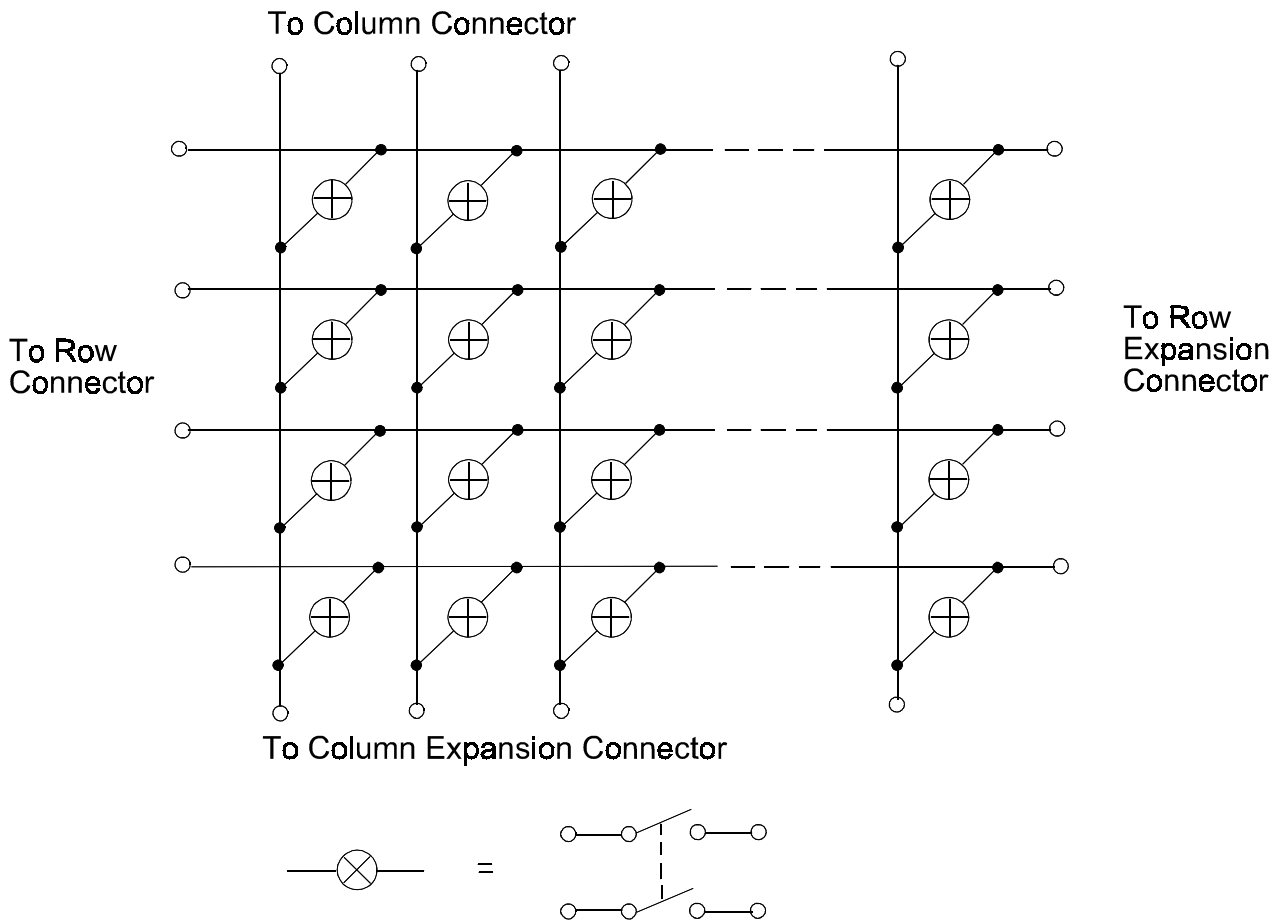 To Column Connector
To Row
Connector
To Row
Expansion
Connector
To Column Expansion Connector
=